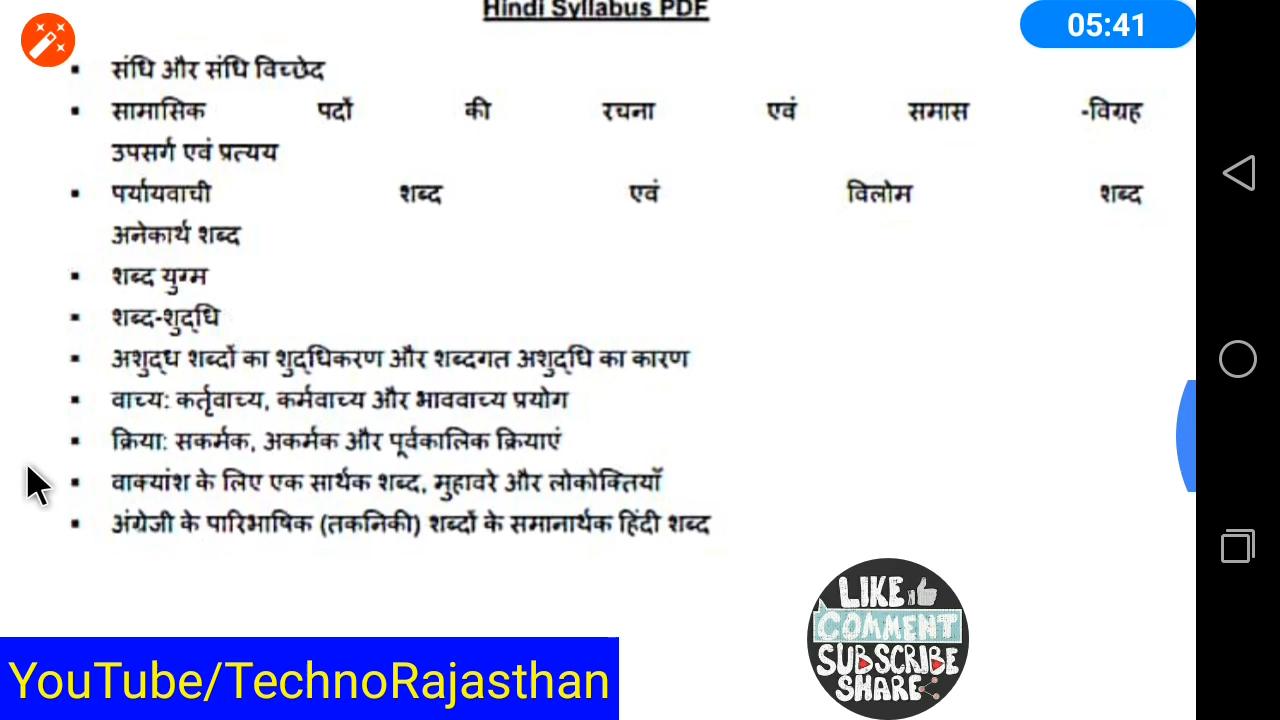 Hindi Syllabus PDF
05:41
▪ संधि और संधि विच्छेद
▪ सामासिक पदों की रचना एवं समास -विग्रह
उपसर्ग एवं प्रत्यय
▪ पर्यायवाची शब्द एवं विलोम शब्द
अनेकार्थ शब्द
▪ शब्द युग्म
▪ शब्द-शुद्धि
▪ अशुद्ध शब्दों का शुद्धिकरण और शब्दगत अशुद्धि का कारण
▪ वाच्य: कर्तृवाच्य, कर्मवाच्य और भाववाच्य प्रयोग
▪ क्रिया: सकर्मक, अकर्मक और पूर्वकालिक क्रियाएं
▪ वाक्यांश के लिए एक सार्थक शब्द, मुहावरे और लोकोक्तियाँ
▪ अंग्रेजी के पारिभाषिक (तकनिकी) शब्दों के समानार्थक हिंदी शब्द
LIKE
COMMENT
SUBSCRIBE
SHARE
YouTube/TechnoRajasthan